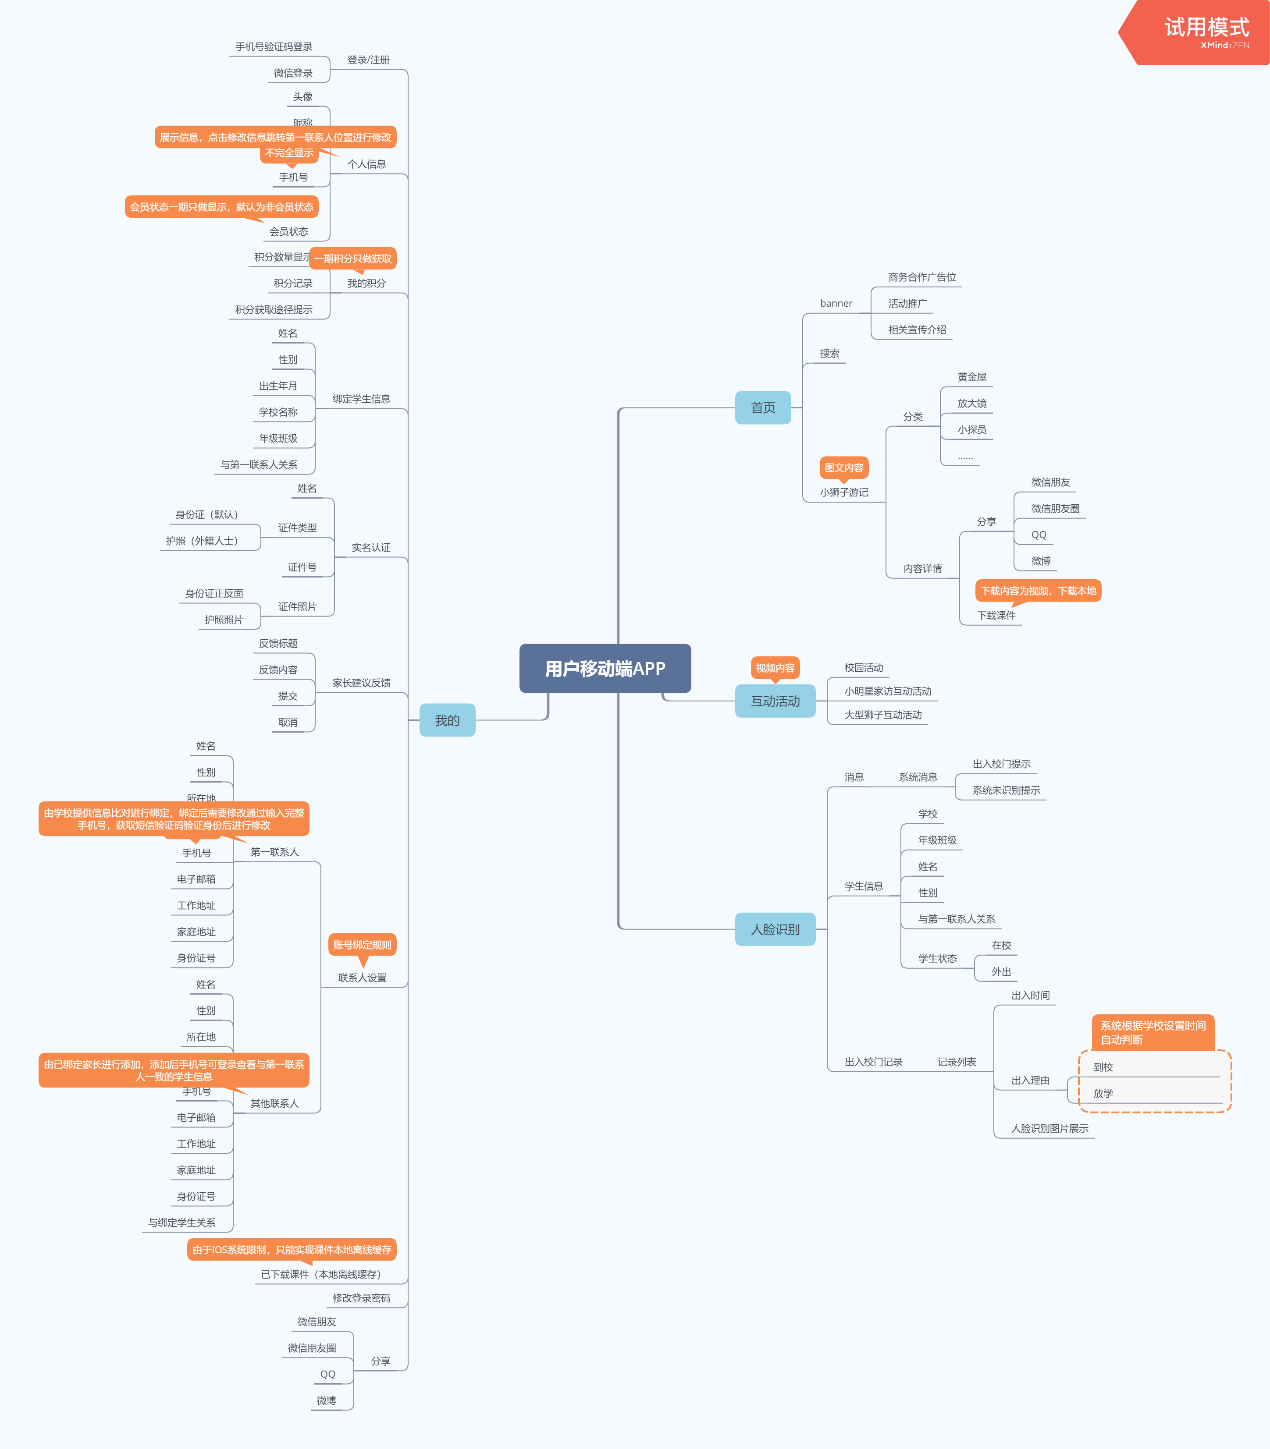 试用模式
XMind:ZEN
用户移动端APP
首页
banner
商务合作广告位
活动推广
相关宣传介绍
搜索
图文内容
小狮子游记
分类
黄金屋
放大镜
小探员
......
内容详情
分享
微信朋友
微信朋友圈
QQ
微博
下载内容为视频，下载本地
下载课件
视频内容
互动活动
校园活动
小明星家访互动活动
大型狮子互动活动
人脸识别
消息
系统消息
出入校门提示
系统未识别提示
学生信息
学校
年级班级
姓名
性别
与第一联系人关系
学生状态
在校
外出
出入校门记录
记录列表
出入时间
出入理由
系统根据学校设置时间
自动判断
到校
放学
人脸识别图片展示
我的
登录/注册
手机号验证码登录
微信登录
个人信息
头像
昵称
展示信息，点击修改信息跳转第一联系人位置进行修改
不完全显示
手机号
会员状态一期只做显示，默认为非会员状态
会员状态
一期积分只做获取
我的积分
积分数量显示
积分记录
积分获取途径提示
绑定学生信息
姓名
性别
出生年月
学校名称
年级班级
与第一联系人关系
实名认证
姓名
证件类型
身份证（默认）
护照（外籍人士）
证件号
证件照片
身份证正反面
护照照片
家长建议反馈
反馈标题
反馈内容
提交
取消
账号绑定规则
联系人设置
第一联系人
姓名
性别
所在地
由学校提供信息比对进行绑定，绑定后需要修改通过输入完整
手机号，获取短信验证码验证身份后进行修改
手机号
电子邮箱
工作地址
家庭地址
身份证号
其他联系人
姓名
性别
所在地
由已绑定家长进行添加，添加后手机号可登录查看与第一联系
人一致的学生信息
手机号
电子邮箱
工作地址
家庭地址
身份证号
与绑定学生关系
由于IOS系统限制，只能实现课件本地离线缓存
已下载课件（本地离线缓存）
修改登录密码
分享
微信朋友
微信朋友圈
QQ
微博